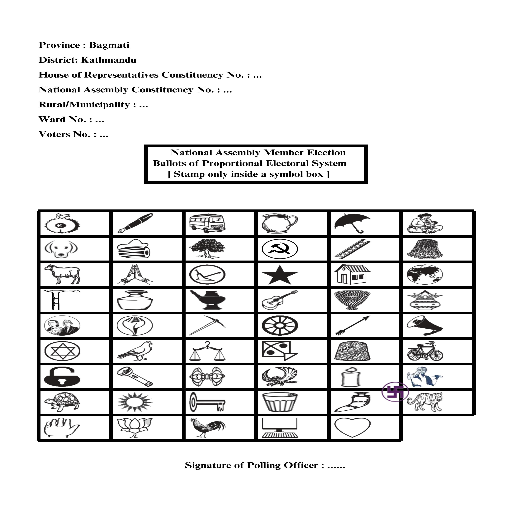 Province : Bagmati
District: Kathmandu
House of Representatives Constituency No. : ...
National Assembly Constituency No. : ...
Rural/Municipality : ...
Ward No. : ...
Voters No. : ...
National Assembly Member Election
Ballots of Proportional Electoral System
[ Stamp only inside a symbol box ]
Signature of Polling Officer : ......